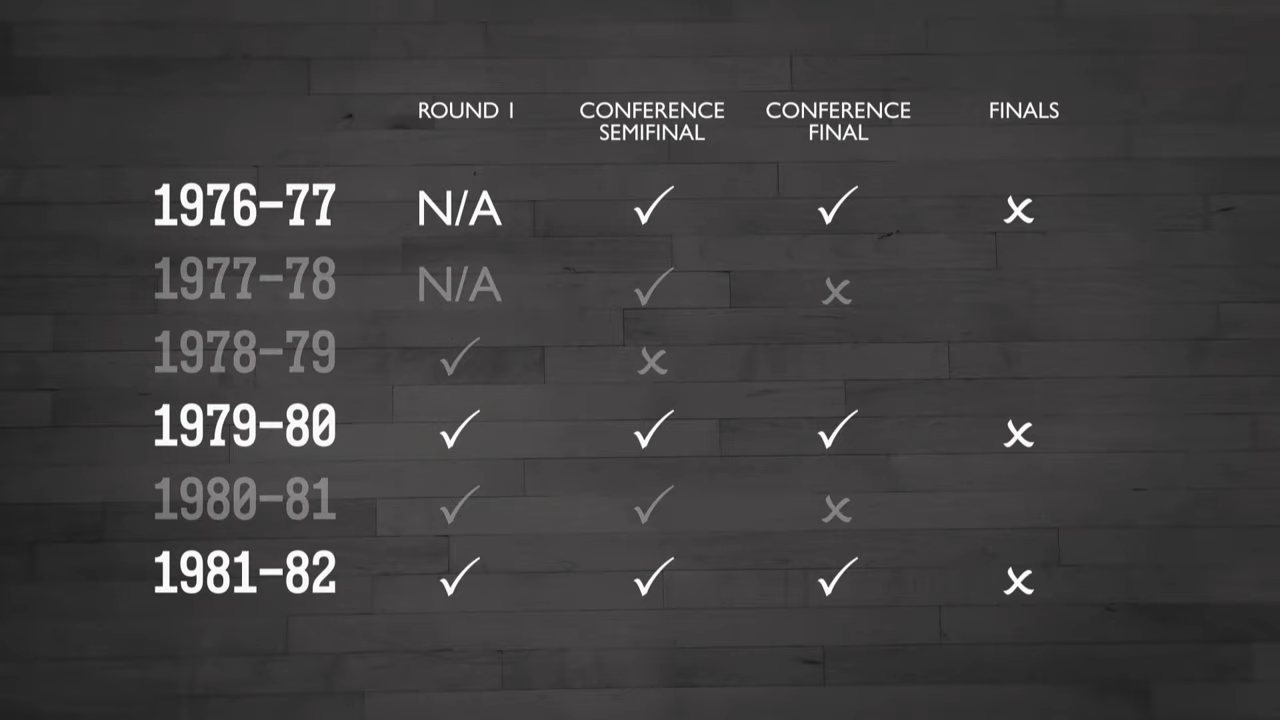 ROUND 1 CONFERENCE SEMIFINAL CONFERENCE FINAL FINALS
1976-77 N/A ✓ ✓ x
1977-78 N/A ✓ x
1978-79 ✓ x
1979-80 ✓ ✓ ✓ x
1980-81 ✓ ✓ x
1981-82 ✓ ✓ ✓ x